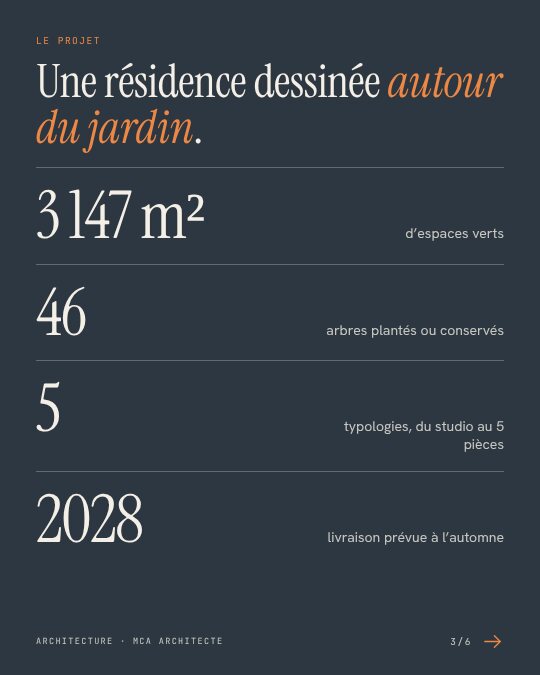 LE PROJET
Une résidence dessinée autour
du jardin.
3 147 m²
d’espaces verts
46
arbres plantés ou conservés
5
typologies, du studio au 5
pièces
2028
livraison prévue à l’automne
ARCHITECTURE · MCA ARCHITECTE
3/6 →